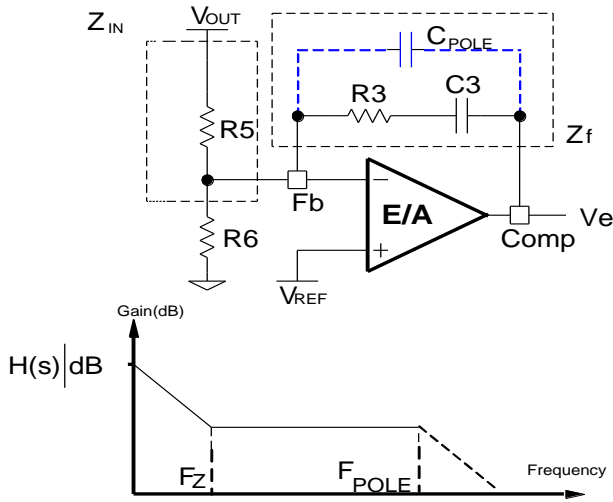 ZIN
VOUT
CPOLE
R3
C3
R5
Zf
Fb
E/A
Ve
R6
Comp
VREF
Gain(dB)
H(s)|dB
FZ
FPOLE
Frequency